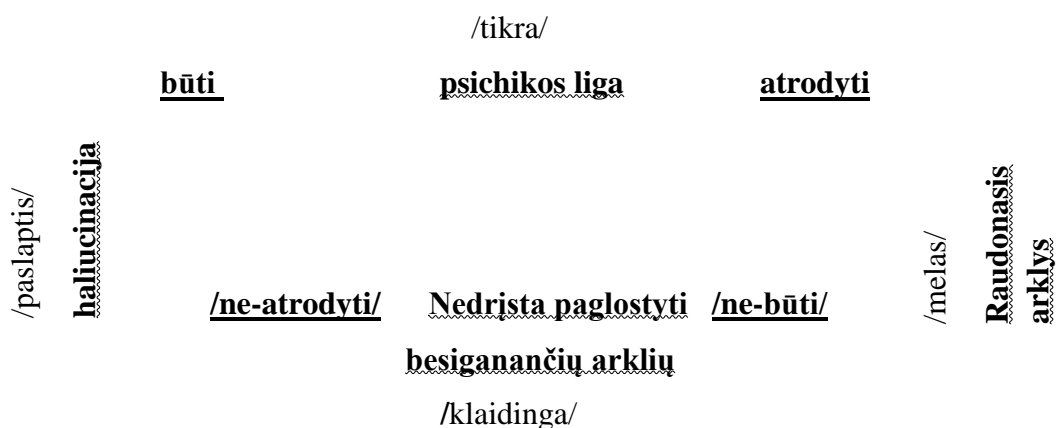 /tikra/
būti psichikos liga atrodyti
/paslaptis/
haliucinacija
/melas/
Raudonasis
arklys
/ne-atrodyti/ Nedrįsta paglostyti /ne-būti/
besiganančių arklių
/klaidinga/